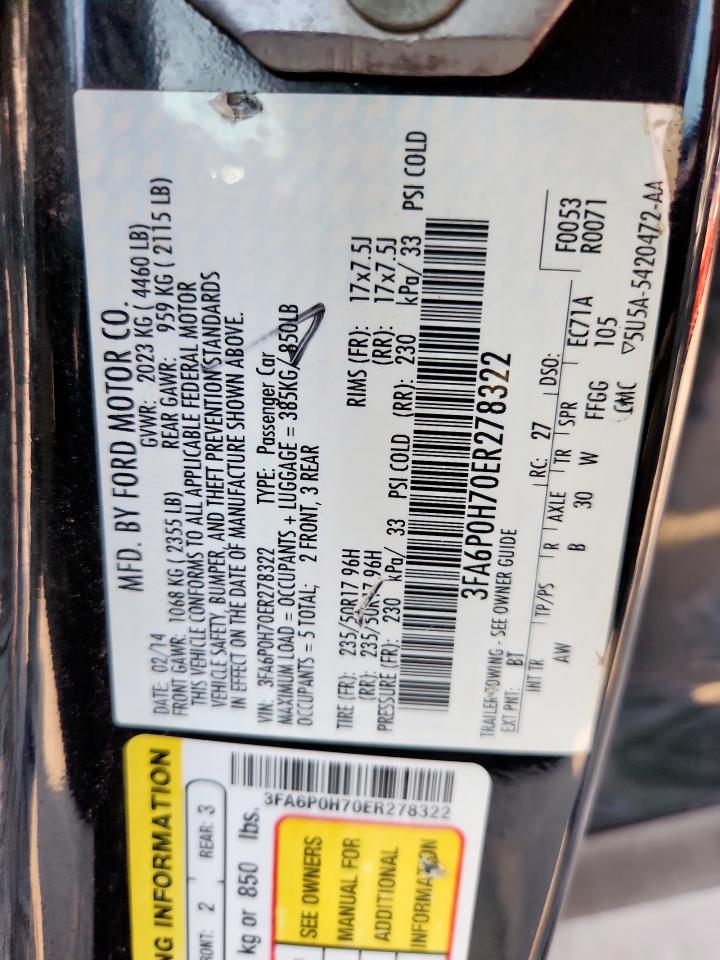 MFD. BY FORD MOTOR CO.
DATE: 02/14 GVWR: 2023 KG ( 4460 LB)
FRONT GAWR: 1068 KG ( 2355 LB) REAR GAWR: 959 KG ( 2115 LB)
THIS VEHICLE CONFORMS TO ALL APPLICABLE FEDERAL MOTOR
VEHICLE SAFETY, BUMPER, AND THEFT PREVENTION STANDARDS
IN EFFECT ON THE DATE OF MANUFACTURE SHOWN ABOVE.
VIN: 3FA6P0H70ER278322 TYPE: Passenger Car
MAXIMUM LOAD = OCCUPANTS + LUGGAGE = 385KG / 850LB
OCCUPANTS = 5 TOTAL; 2 FRONT, 3 REAR
TIRE (FR): 235/50R17 96H RIMS (FR): 17x7.5J
(RR): 235/50R17 96H (RR): 17x7.5J
PRESSURE (FR): 230 kPa/ 33 PSI COLD (RR): 230 kPa/ 33 PSI COLD
3FA6P0H70ER278322
TRAILER TOWING - SEE OWNER GUIDE
EXT PNT: BT RC: 27 DSO: F0053
R0071
INT TR TP/PS R AXLE TR SPR EC71A
AW B 30 W FFGG 105
CMC ▽5U5A-5420472-AA
NG INFORMATION
RONT: 2 REAR: 3
kg or 850 lbs.
3FA6P0H70ER278322
SEE OWNERS
MANUAL FOR
ADDITIONAL
INFORMATION